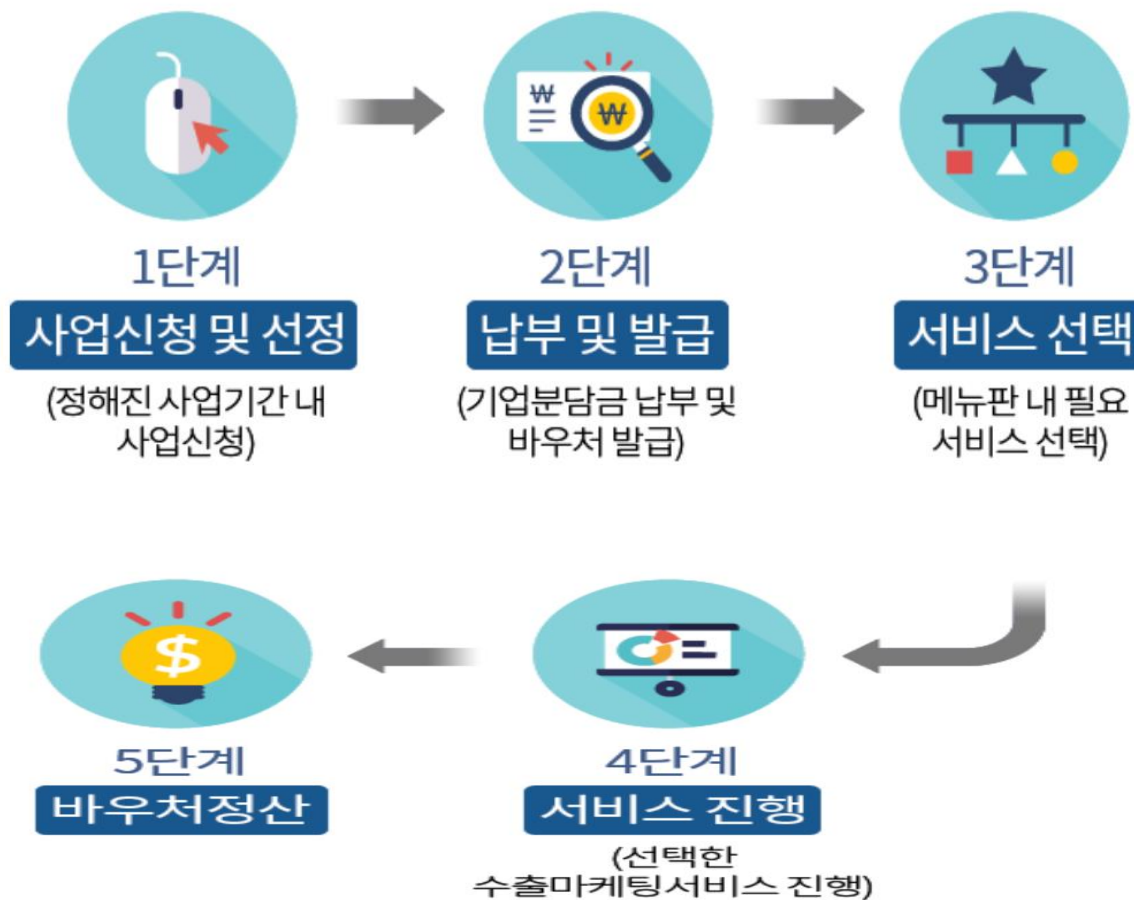 1단계
사업신청 및 선정
(정해진 사업기간 내
사업신청)
2단계
납부 및 발급
(기업분담금 납부 및
바우처 발급)
3단계
서비스 선택
(메뉴판 내 필요
서비스 선택)
4단계
서비스 진행
(선택한
수출마케팅서비스 진행)
5단계
바우처정산